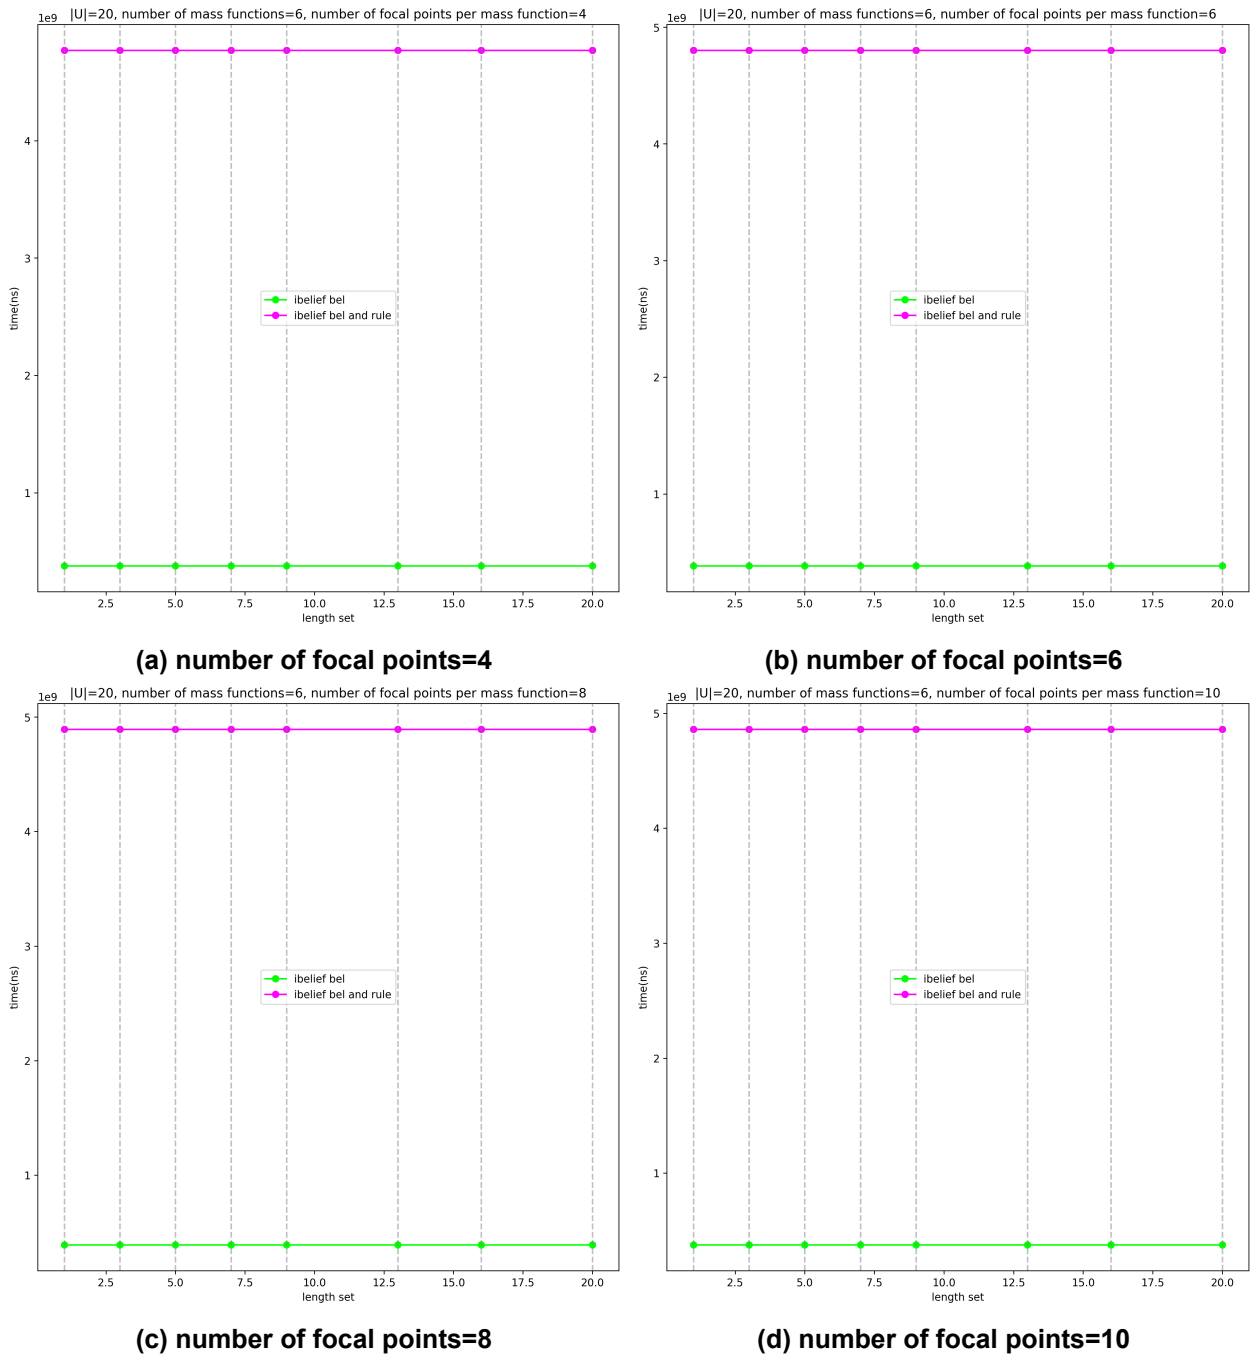 1e9
|U|=20, number of mass functions=6, number of focal points per mass function=4
4
3
2
1
time(ns)
ibelief bel
ibelief bel and rule
2.5 5.0 7.5 10.0 12.5 15.0 17.5 20.0
length set
(a) number of focal points=4
1e9
|U|=20, number of mass functions=6, number of focal points per mass function=6
5
4
3
2
1
time(ns)
ibelief bel
ibelief bel and rule
2.5 5.0 7.5 10.0 12.5 15.0 17.5 20.0
length set
(b) number of focal points=6
1e9
|U|=20, number of mass functions=6, number of focal points per mass function=8
5
4
3
2
1
time(ns)
ibelief bel
ibelief bel and rule
2.5 5.0 7.5 10.0 12.5 15.0 17.5 20.0
length set
(c) number of focal points=8
1e9
|U|=20, number of mass functions=6, number of focal points per mass function=10
5
4
3
2
1
time(ns)
ibelief bel
ibelief bel and rule
2.5 5.0 7.5 10.0 12.5 15.0 17.5 20.0
length set
(d) number of focal points=10